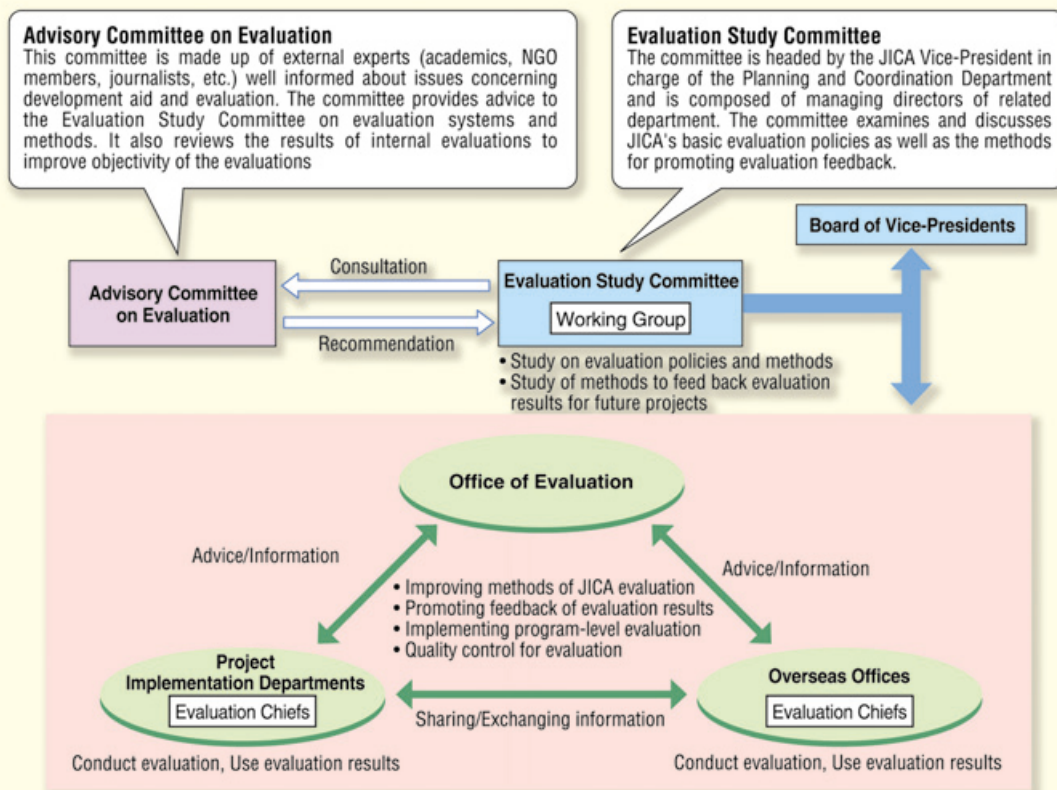 Advisory Committee on Evaluation
This committee is made up of external experts (academics, NGO
members, journalists, etc.) well informed about issues concerning
development aid and evaluation. The committee provides advice to
the Evaluation Study Committee on evaluation systems and
methods. It also reviews the results of internal evaluations to
improve objectivity of the evaluations
Evaluation Study Committee
The committee is headed by the JICA Vice-President in
charge of the Planning and Coordination Department
and is composed of managing directors of related
department. The committee examines and discusses
JICA's basic evaluation policies as well as the methods
for promoting evaluation feedback.
Board of Vice-Presidents
Advisory Committee
on Evaluation
Consultation
Recommendation
Evaluation Study Committee
Working Group
• Study on evaluation policies and methods
• Study of methods to feed back evaluation
results for future projects
Office of Evaluation
Advice/Information
Advice/Information
• Improving methods of JICA evaluation
• Promoting feedback of evaluation results
• Implementing program-level evaluation
• Quality control for evaluation
Project
Implementation Departments
Evaluation Chiefs
Sharing/Exchanging information
Overseas Offices
Evaluation Chiefs
Conduct evaluation, Use evaluation results
Conduct evaluation, Use evaluation results